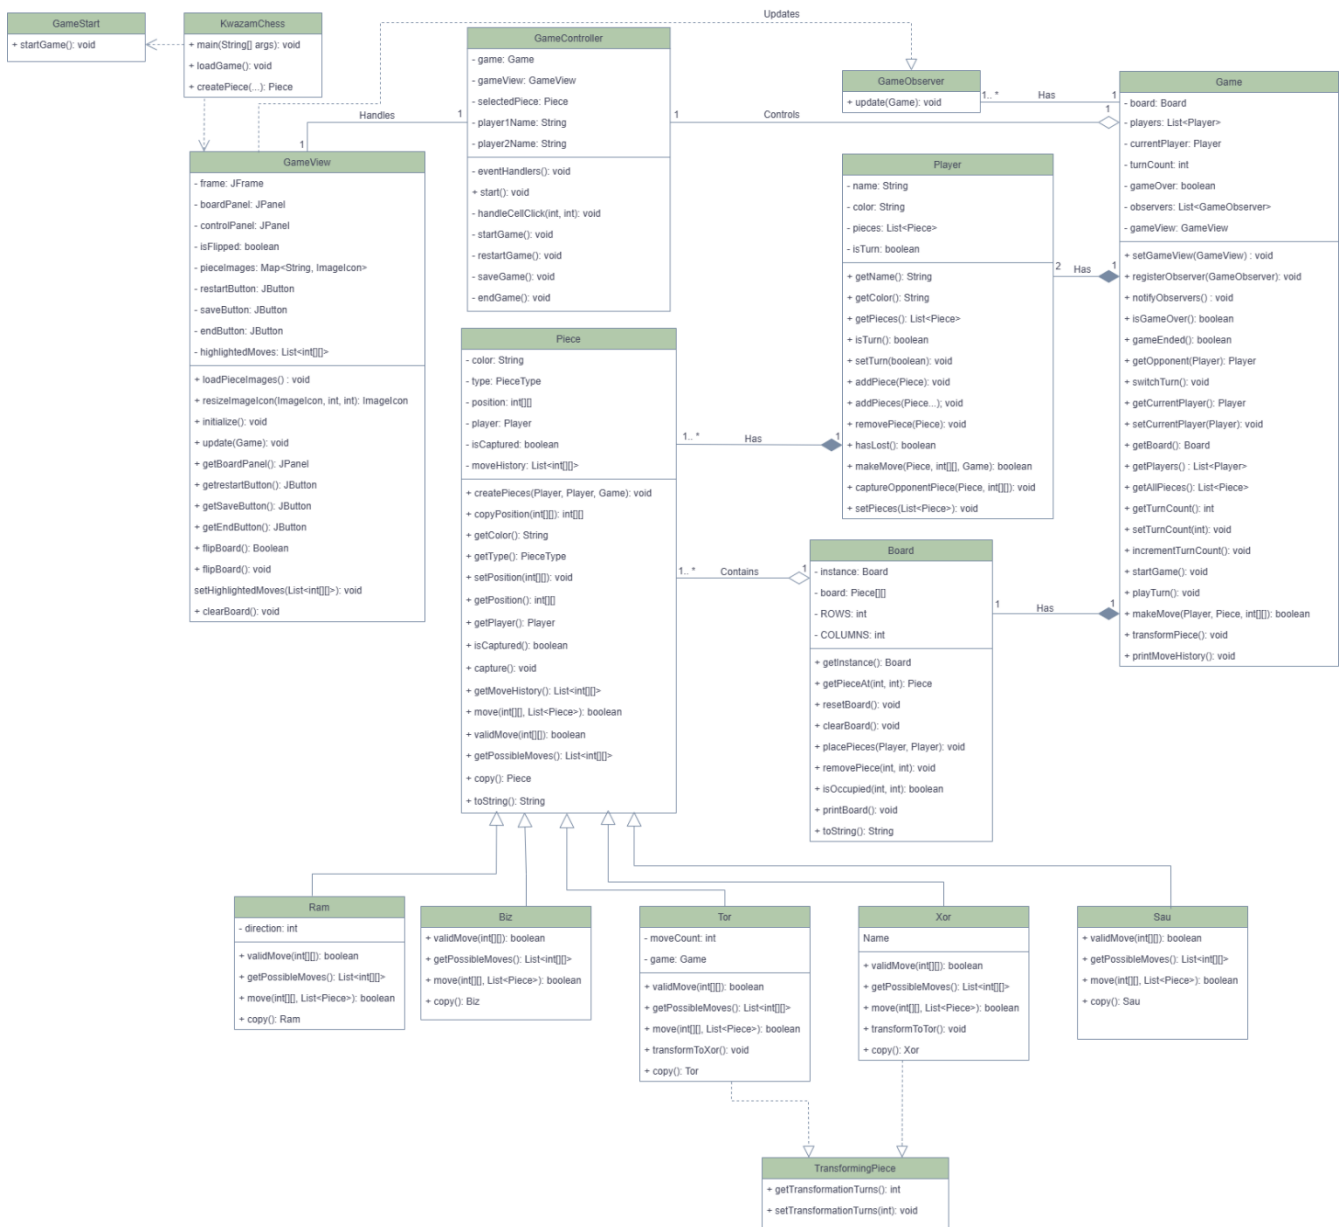 GameStart
+ startGame(): void
KwazamChess
+ main(String[] args): void
+ loadGame(): void
+ createPiece(...): Piece
Updates
GameController
- game: Game
- gameView: GameView
- selectedPiece: Piece
- player1Name: String
- player2Name: String
- eventHandlers(): void
+ start(): void
- handleCellClick(int, int): void
- startGame(): void
- restartGame(): void
- saveGame(): void
- endGame(): void
1
Handles
1
1
Controls
1
GameObserver
+ update(Game): void
1.. *
Has
1
Game
- board: Board
- players: List<Player>
- currentPlayer: Player
- turnCount: int
- gameOver: boolean
- observers: List<GameObserver>
- gameView: GameView
+ setGameView(GameView) : void
+ registerObserver(GameObserver): void
+ notifyObservers() : void
+ isGameOver(): boolean
+ gameEnded(): boolean
+ getOpponent(Player): Player
+ switchTurn(): void
+ getCurrentPlayer(): Player
+ setCurrentPlayer(Player): void
+ getBoard(): Board
+ getPlayers() : List<Player>
+ getAllPieces(): List<Piece>
+ getTurnCount(): int
+ setTurnCount(int): void
+ incrementTurnCount(): void
+ startGame(): void
+ playTurn(): void
+ makeMove(Player, Piece, int[][]): boolean
+ transformPiece(): void
+ printMoveHistory(): void
GameView
- frame: JFrame
- boardPanel: JPanel
- controlPanel: JPanel
- isFlipped: boolean
- pieceImages: Map<String, ImageIcon>
- restartButton: JButton
- saveButton: JButton
- endButton: JButton
- highlightedMoves: List<int[][]>
+ loadPieceImages() : void
+ resizeImageIcon(ImageIcon, int, int): ImageIcon
+ initialize(): void
+ update(Game): void
+ getBoardPanel(): JPanel
+ getrestartButton(): JButton
+ getSaveButton(): JButton
+ getEndButton(): JButton
+ flipBoard(): Boolean
+ flipBoard(): void
setHighlightedMoves(List<int[][]>): void
+ clearBoard(): void
Player
- name: String
- color: String
- pieces: List<Piece>
- isTurn: boolean
+ getName(): String
+ getColor(): String
+ getPieces(): List<Piece>
+ isTurn(): boolean
+ setTurn(boolean): void
+ addPiece(Piece): void
+ addPieces(Piece...); void
+ removePiece(Piece): void
+ hasLost(): boolean
+ makeMove(Piece, int[][], Game): boolean
+ captureOpponentPiece(Piece, int[][]): void
+ setPieces(List<Piece>): void
2
Has
1
Piece
- color: String
- type: PieceType
- position: int[][]
- player: Player
- isCaptured: boolean
- moveHistory: List<int[][]>
+ createPieces(Player, Player, Game): void
+ copyPosition(int[][]): int[][]
+ getColor(): String
+ getType(): PieceType
+ setPosition(int[][]): void
+ getPosition(): int[][]
+ getPlayer(): Player
+ isCaptured(): boolean
+ capture(): void
+ getMoveHistory(): List<int[][]>
+ move(int[][], List<Piece>): boolean
+ validMove(int[][]): boolean
+ getPossibleMoves(): List<int[][]>
+ copy(): Piece
+ toString(): String
1.. *
Has
1
1.. *
Contains
1
Board
- instance: Board
- board: Piece[][]
- ROWS: int
- COLUMNS: int
+ getInstance(): Board
+ getPieceAt(int, int): Piece
+ resetBoard(): void
+ clearBoard(): void
+ placePieces(Player, Player): void
+ removePiece(int, int): void
+ isOccupied(int, int): boolean
+ printBoard(): void
+ toString(): String
1
Has
1
Ram
- direction: int
+ validMove(int[][]): boolean
+ getPossibleMoves(): List<int[][]>
+ move(int[][], List<Piece>): boolean
+ copy(): Ram
Biz
+ validMove(int[][]): boolean
+ getPossibleMoves(): List<int[][]>
+ move(int[][], List<Piece>): boolean
+ copy(): Biz
Tor
- moveCount: int
- game: Game
+ validMove(int[][]): boolean
+ getPossibleMoves(): List<int[][]>
+ move(int[][], List<Piece>): boolean
+ transformToXor(): void
+ copy(): Tor
Xor
Name
+ validMove(int[][]): boolean
+ getPossibleMoves(): List<int[][]>
+ move(int[][], List<Piece>): boolean
+ transformToTor(): void
+ copy(): Xor
Sau
+ validMove(int[][]): boolean
+ getPossibleMoves(): List<int[][]>
+ move(int[][], List<Piece>): boolean
+ copy(): Sau
TransformingPiece
+ getTransformationTurns(): int
+ setTransformationTurns(int): void